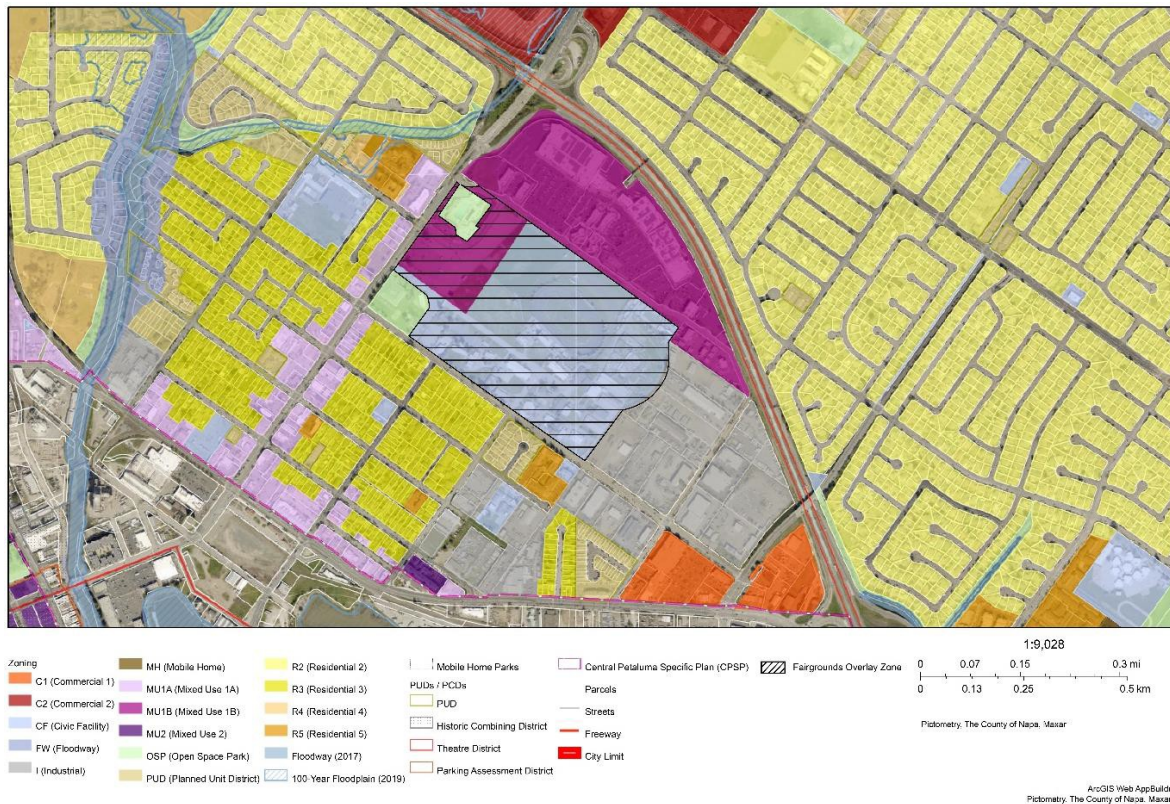 Zoning
C1 (Commercial 1)
C2 (Commercial 2)
CF (Civic Facility)
FW (Floodway)
I (Industrial)
MH (Mobile Home)
MU1A (Mixed Use 1A)
MU1B (Mixed Use 1B)
MU2 (Mixed Use 2)
OSP (Open Space Park)
PUD (Planned Unit District)
R2 (Residential 2)
R3 (Residential 3)
R4 (Residential 4)
R5 (Residential 5)
Floodway (2017)
100-Year Floodplain (2019)
Mobile Home Parks
PUDs / PCDs
PUD
Historic Combining District
Theatre District
Parking Assessment District
Central Petaluma Specific Plan (CPSP)
Parcels
Streets
Freeway
City Limit
Fairgrounds Overlay Zone
1:9,028
0 0.07 0.15 0.3 mi
0 0.13 0.25 0.5 km
Pictometry, The County of Napa, Maxar
ArcGIS Web AppBuilde
Pictometry, The County of Napa, Maxar